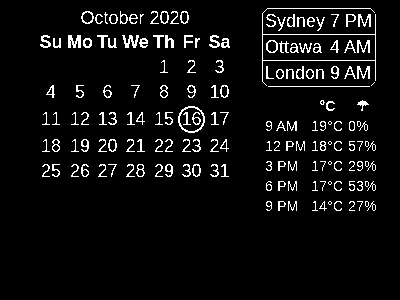 October 2020
Su Mo Tu We Th Fr Sa
1 2 3
4 5 6 7 8 9 10
11 12 13 14 15 16 17
18 19 20 21 22 23 24
25 26 27 28 29 30 31
Sydney 7 PM
Ottawa 4 AM
London 9 AM
°C ☂
9 AM 19°C 0%
12 PM 18°C 57%
3 PM 17°C 29%
6 PM 17°C 53%
9 PM 14°C 27%